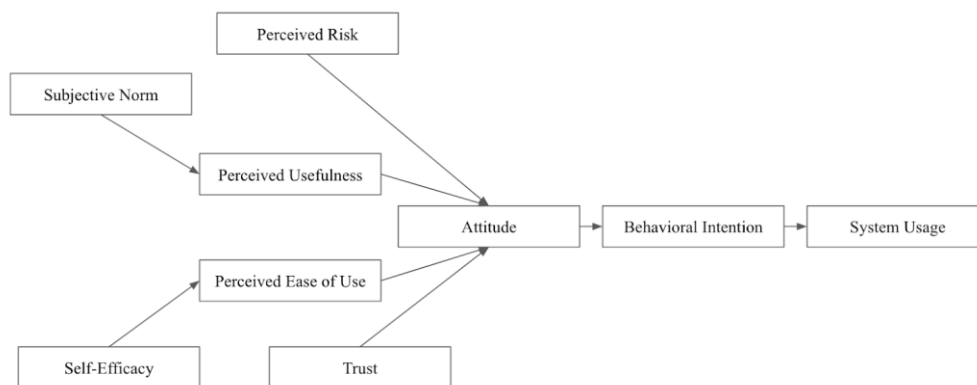 Perceived Risk
Subjective Norm
Perceived Usefulness
Attitude
Behavioral Intention
System Usage
Perceived Ease of Use
Self-Efficacy
Trust